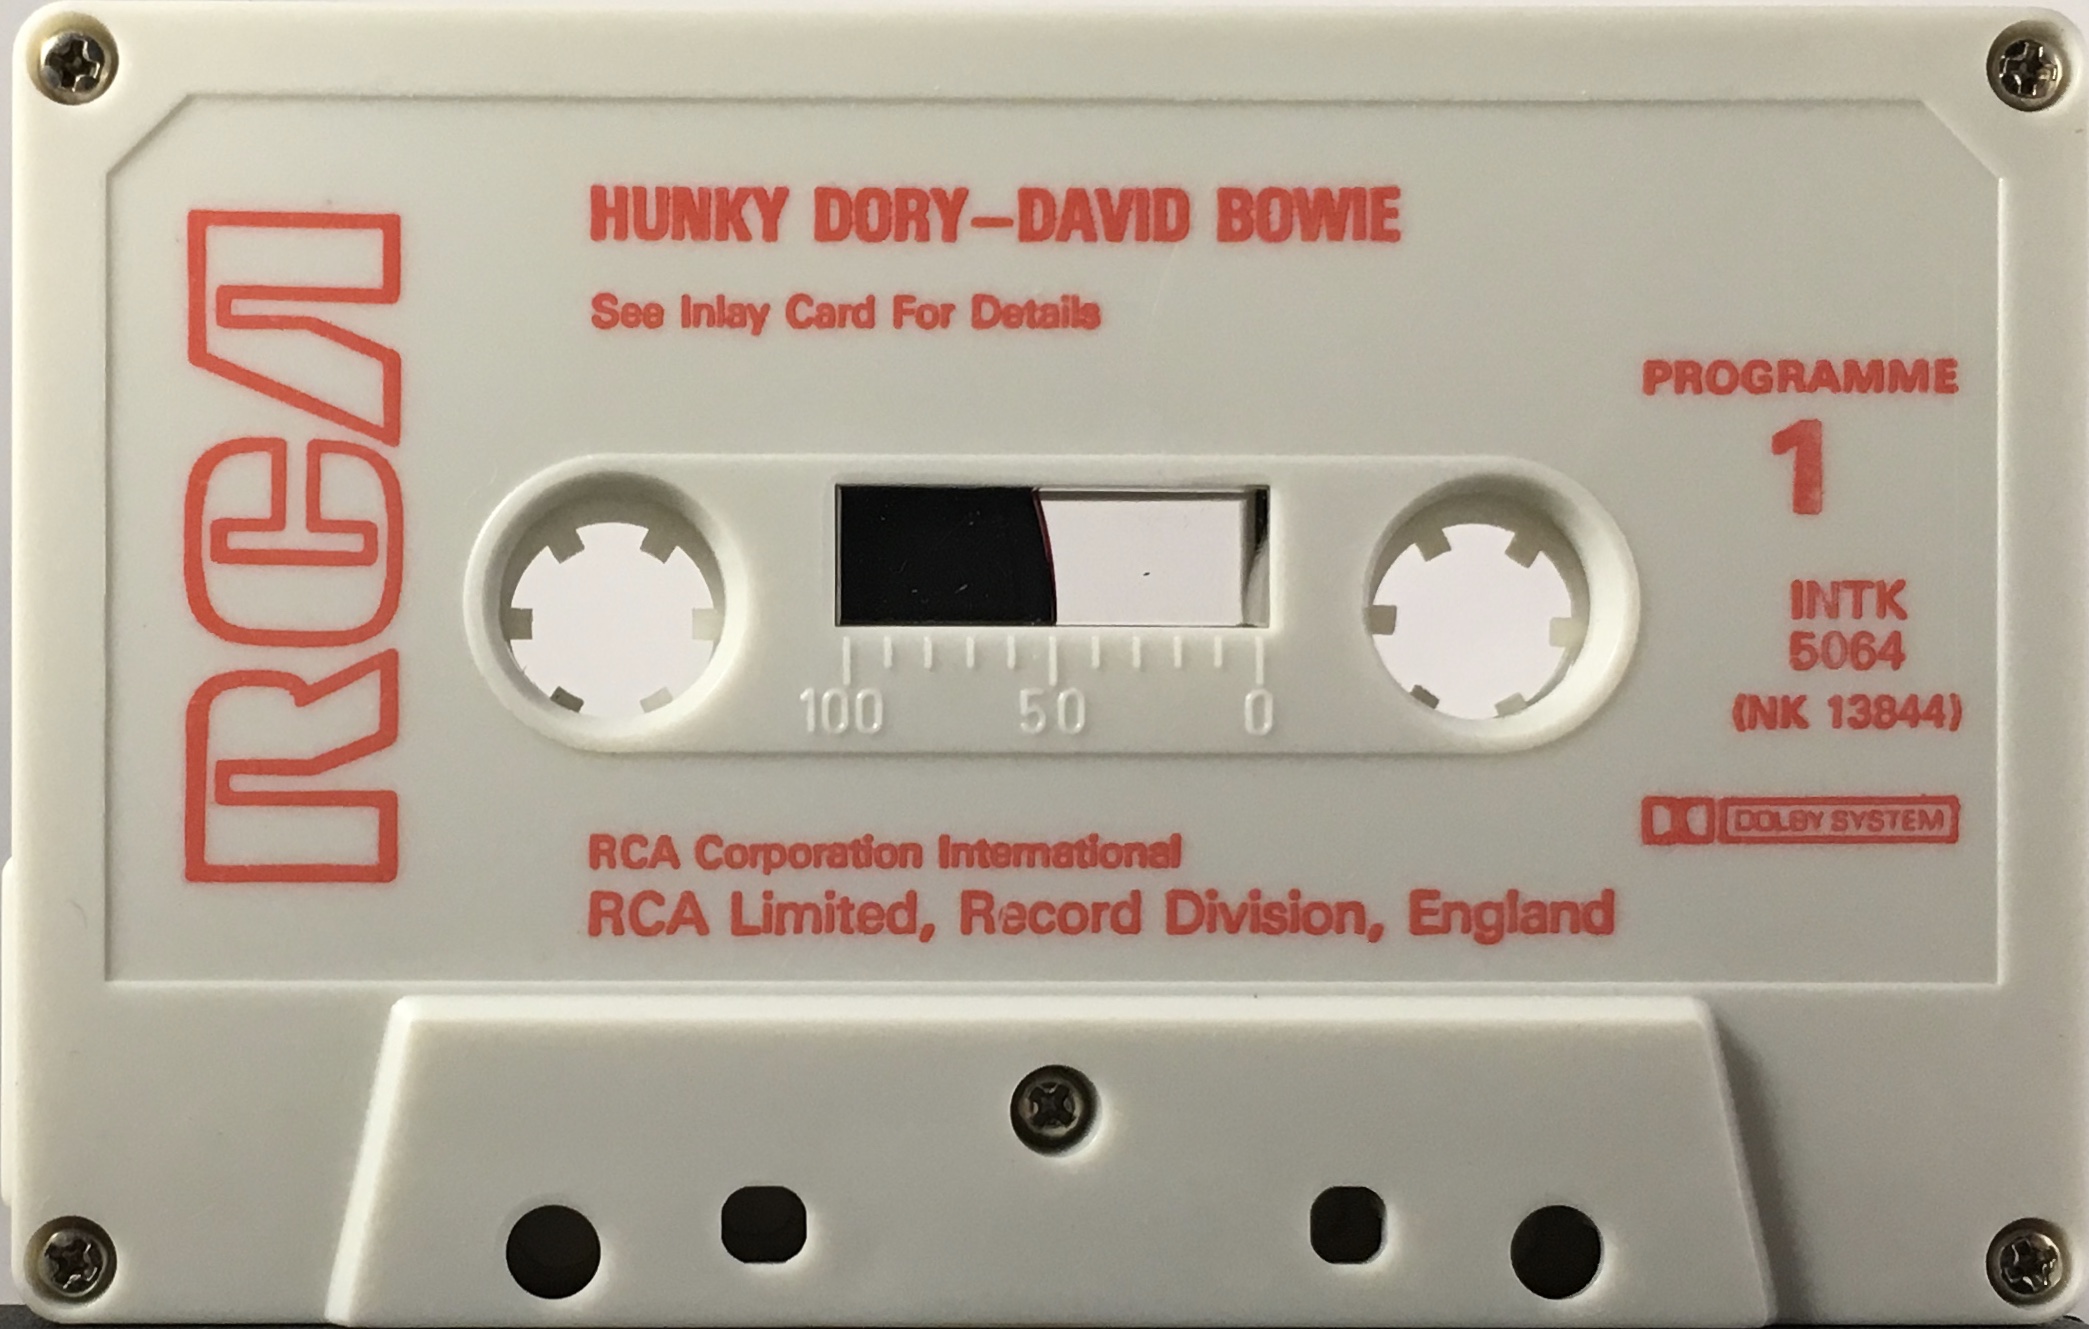 RCA
HUNKY DORY–DAVID BOWIE
See Inlay Card For Details
PROGRAMME
1
INTK
5064
(NK 13844)
100 50 0
DOLBY SYSTEM
RCA Corporation International
RCA Limited, Record Division, England